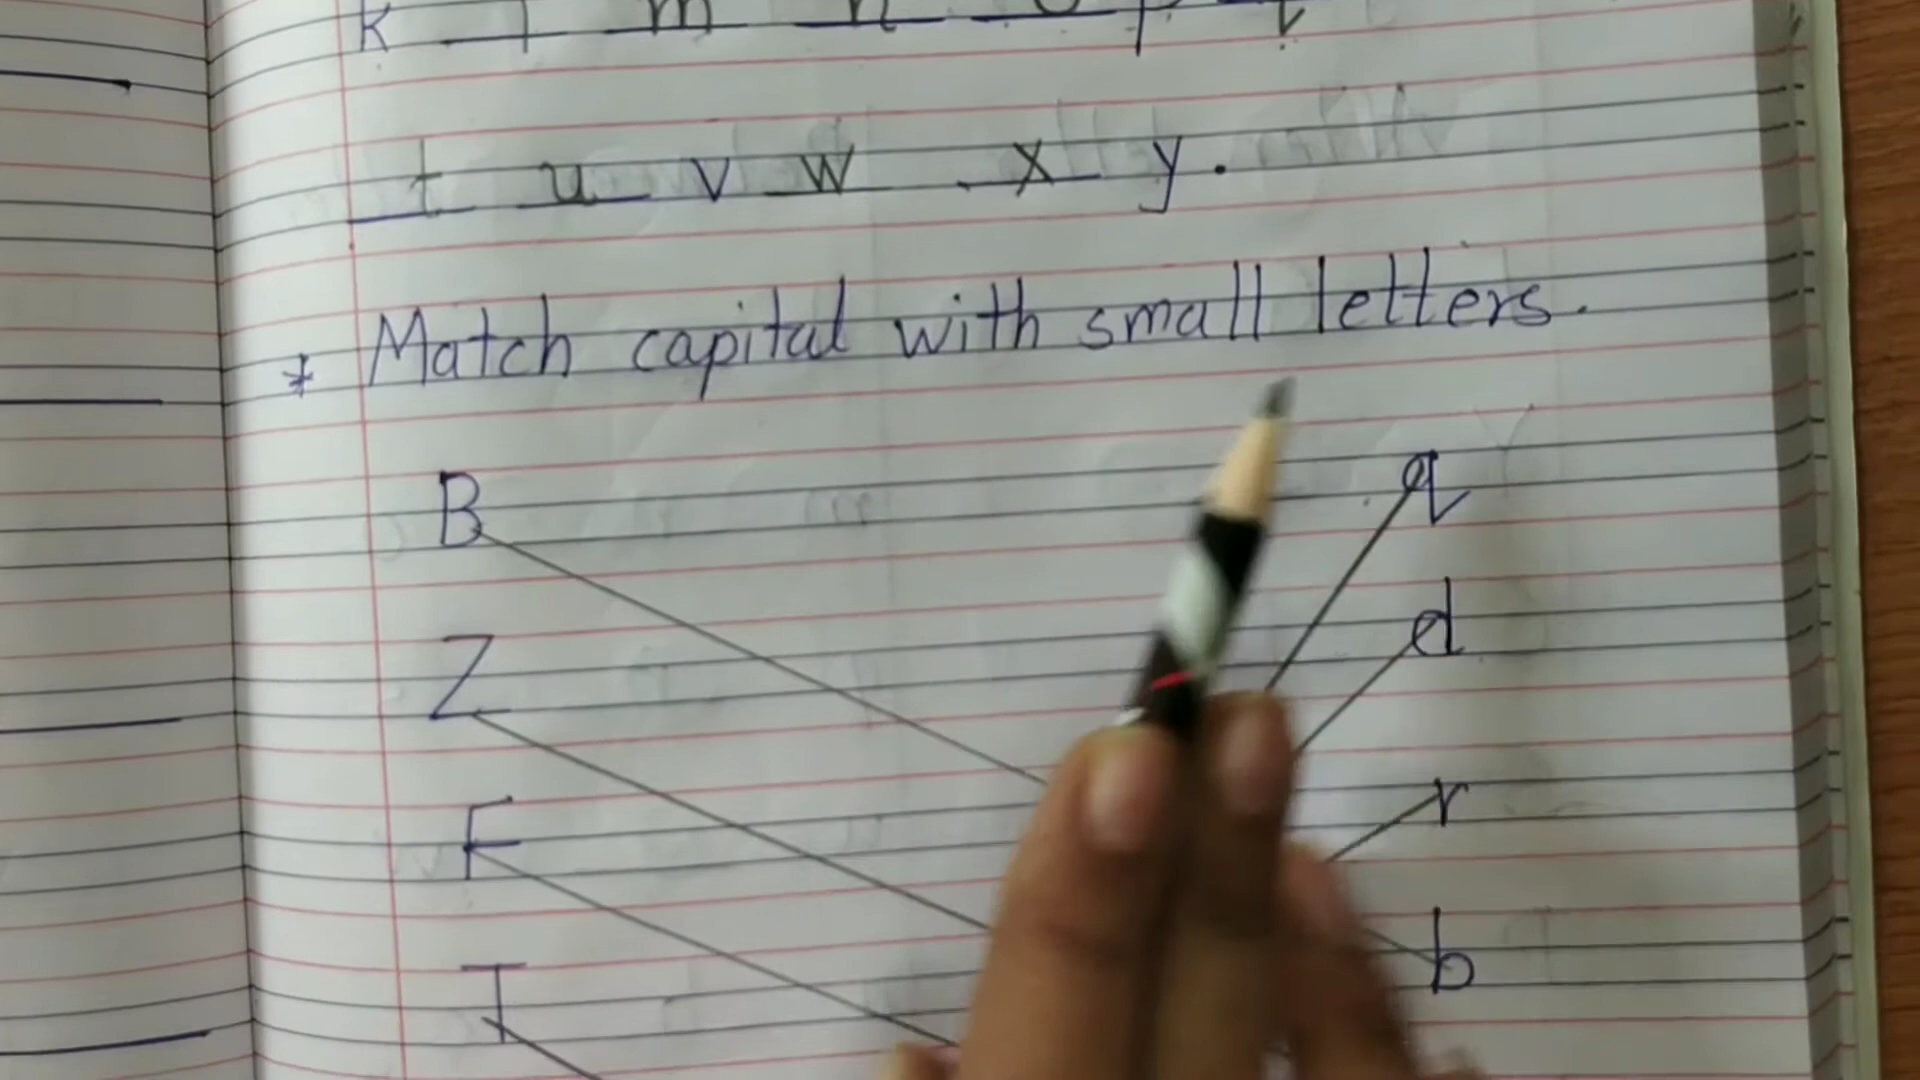 k l m n o p q
t u v w x y.
* Match capital with small letters.
B q
Z d
F r
T b